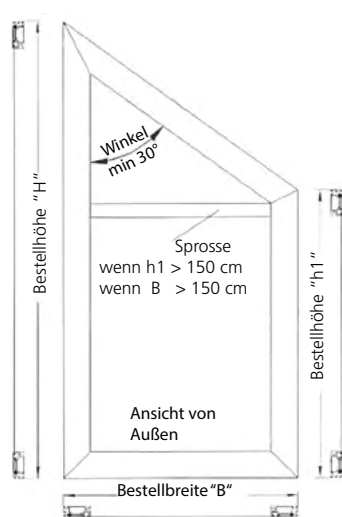 Winkel
min 30°
Bestellhöhe "H"
Sprosse
wenn h1 > 150 cm
wenn B > 150 cm
Bestellhöhe "h1"
Ansicht von
Außen
Bestellbreite "B"